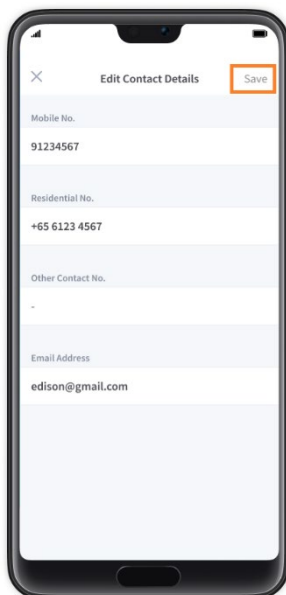 Edit Contact Details Save
Mobile No.
91234567
Residential No.
+65 6123 4567
Other Contact No.
-
Email Address
edison@gmail.com